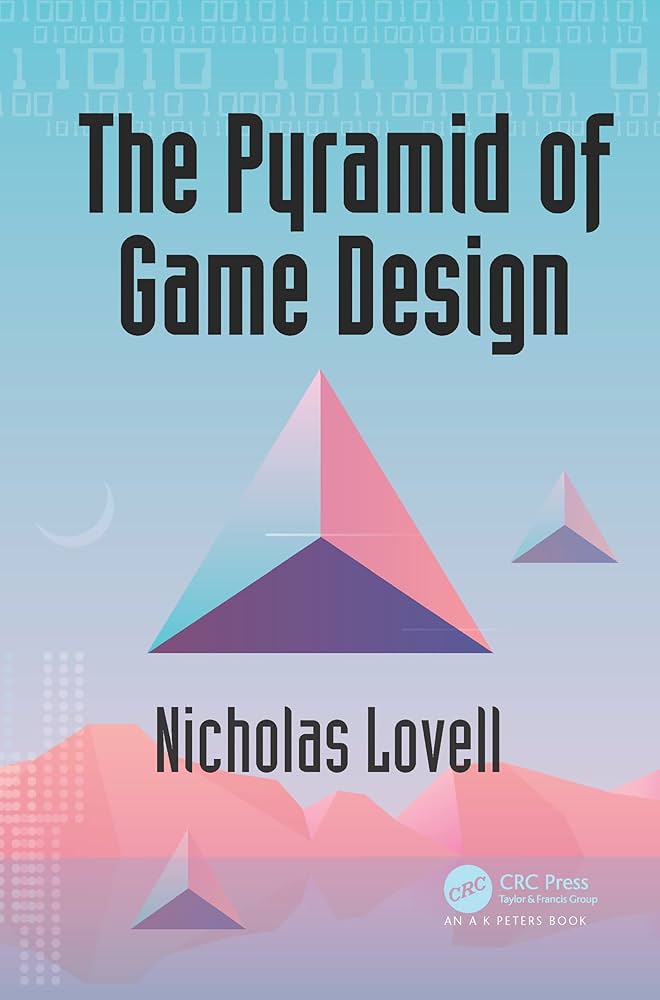 The Pyramid of
Game Design
Nicholas Lovell
CRC
CRC Press
Taylor & Francis Group
AN A K PETERS BOOK